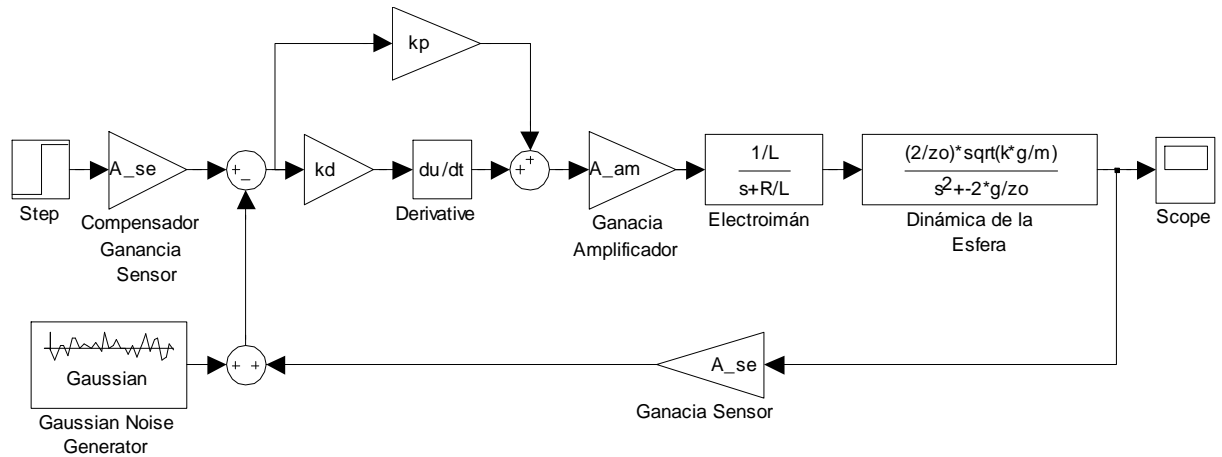 kp
A_se
+
_
kd
du/dt
+
+
A_am
1/L
s+R/L
(2/zo)*sqrt(k*g/m)
s2+-2*g/zo
Step
Compensador
Ganancia
Sensor
Derivative
Ganacia
Amplificador
Electroimán
Dinámica de la
Esfera
Scope
Gaussian
+ +
A_se
Gaussian Noise
Generator
Ganacia Sensor